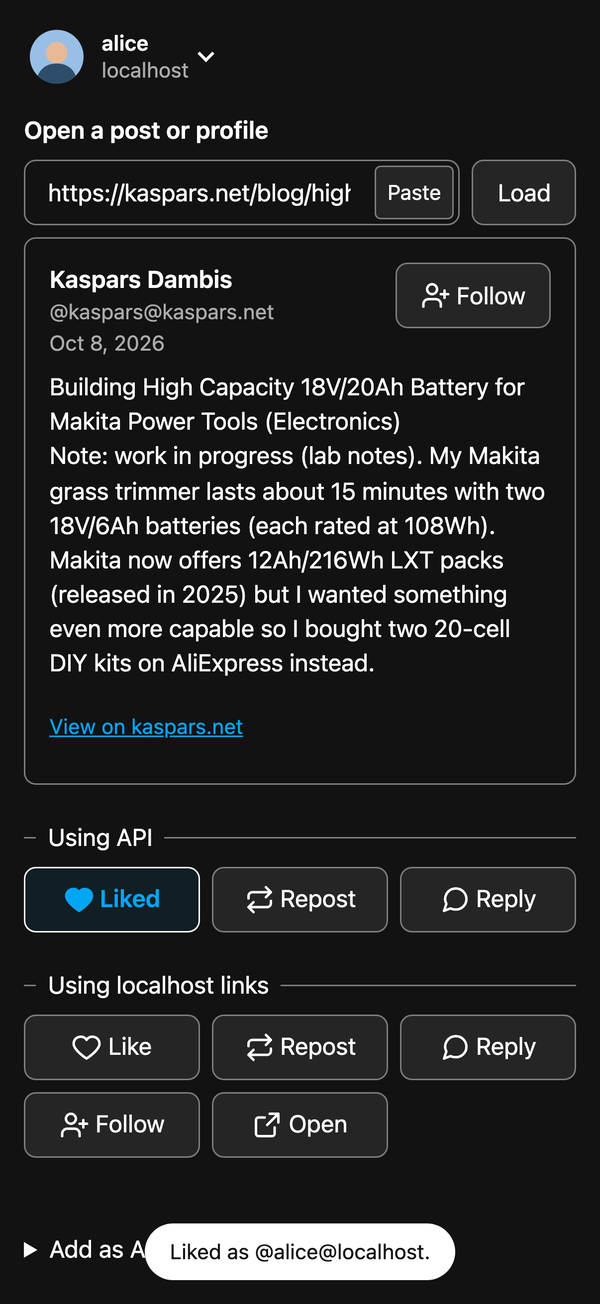 alice
localhost
Open a post or profile
https://kaspars.net/blog/high
Paste
Load
Kaspars Dambis
@kaspars@kaspars.net
Oct 8, 2026
Follow
Building High Capacity 18V/20Ah Battery for
Makita Power Tools (Electronics)
Note: work in progress (lab notes). My Makita
grass trimmer lasts about 15 minutes with two
18V/6Ah batteries (each rated at 108Wh).
Makita now offers 12Ah/216Wh LXT packs
(released in 2025) but I wanted something
even more capable so I bought two 20-cell
DIY kits on AliExpress instead.
View on kaspars.net
Using API
Liked
Repost
Reply
Using localhost links
Like
Repost
Reply
Follow
Open
Add as A
Liked as @alice@localhost.